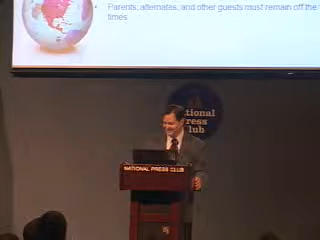 • Parents, alternates, and other guests must remain off the
times
National
Press
Club
NATIONAL PRESS CLUB